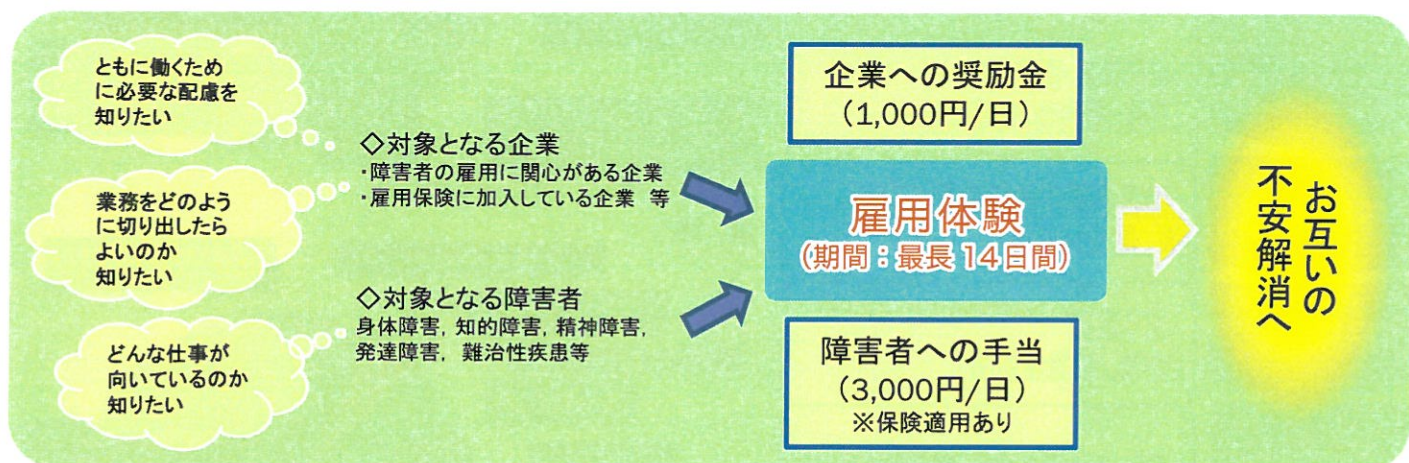 ともに働くため
に必要な配慮を
知りたい
業務をどのよう
に切り出したら
よいのか
知りたい
どんな仕事が
向いているのか
知りたい
◇対象となる企業
・障害者の雇用に関心がある企業
・雇用保険に加入している企業 等
◇対象となる障害者
身体障害, 知的障害, 精神障害,
発達障害, 難治性疾患等
企業への奨励金
(1,000円/日)
雇用体験
(期間:最長14日間)
障害者への手当
(3,000円/日)
※保険適用あり
お互いの
不安解消へ